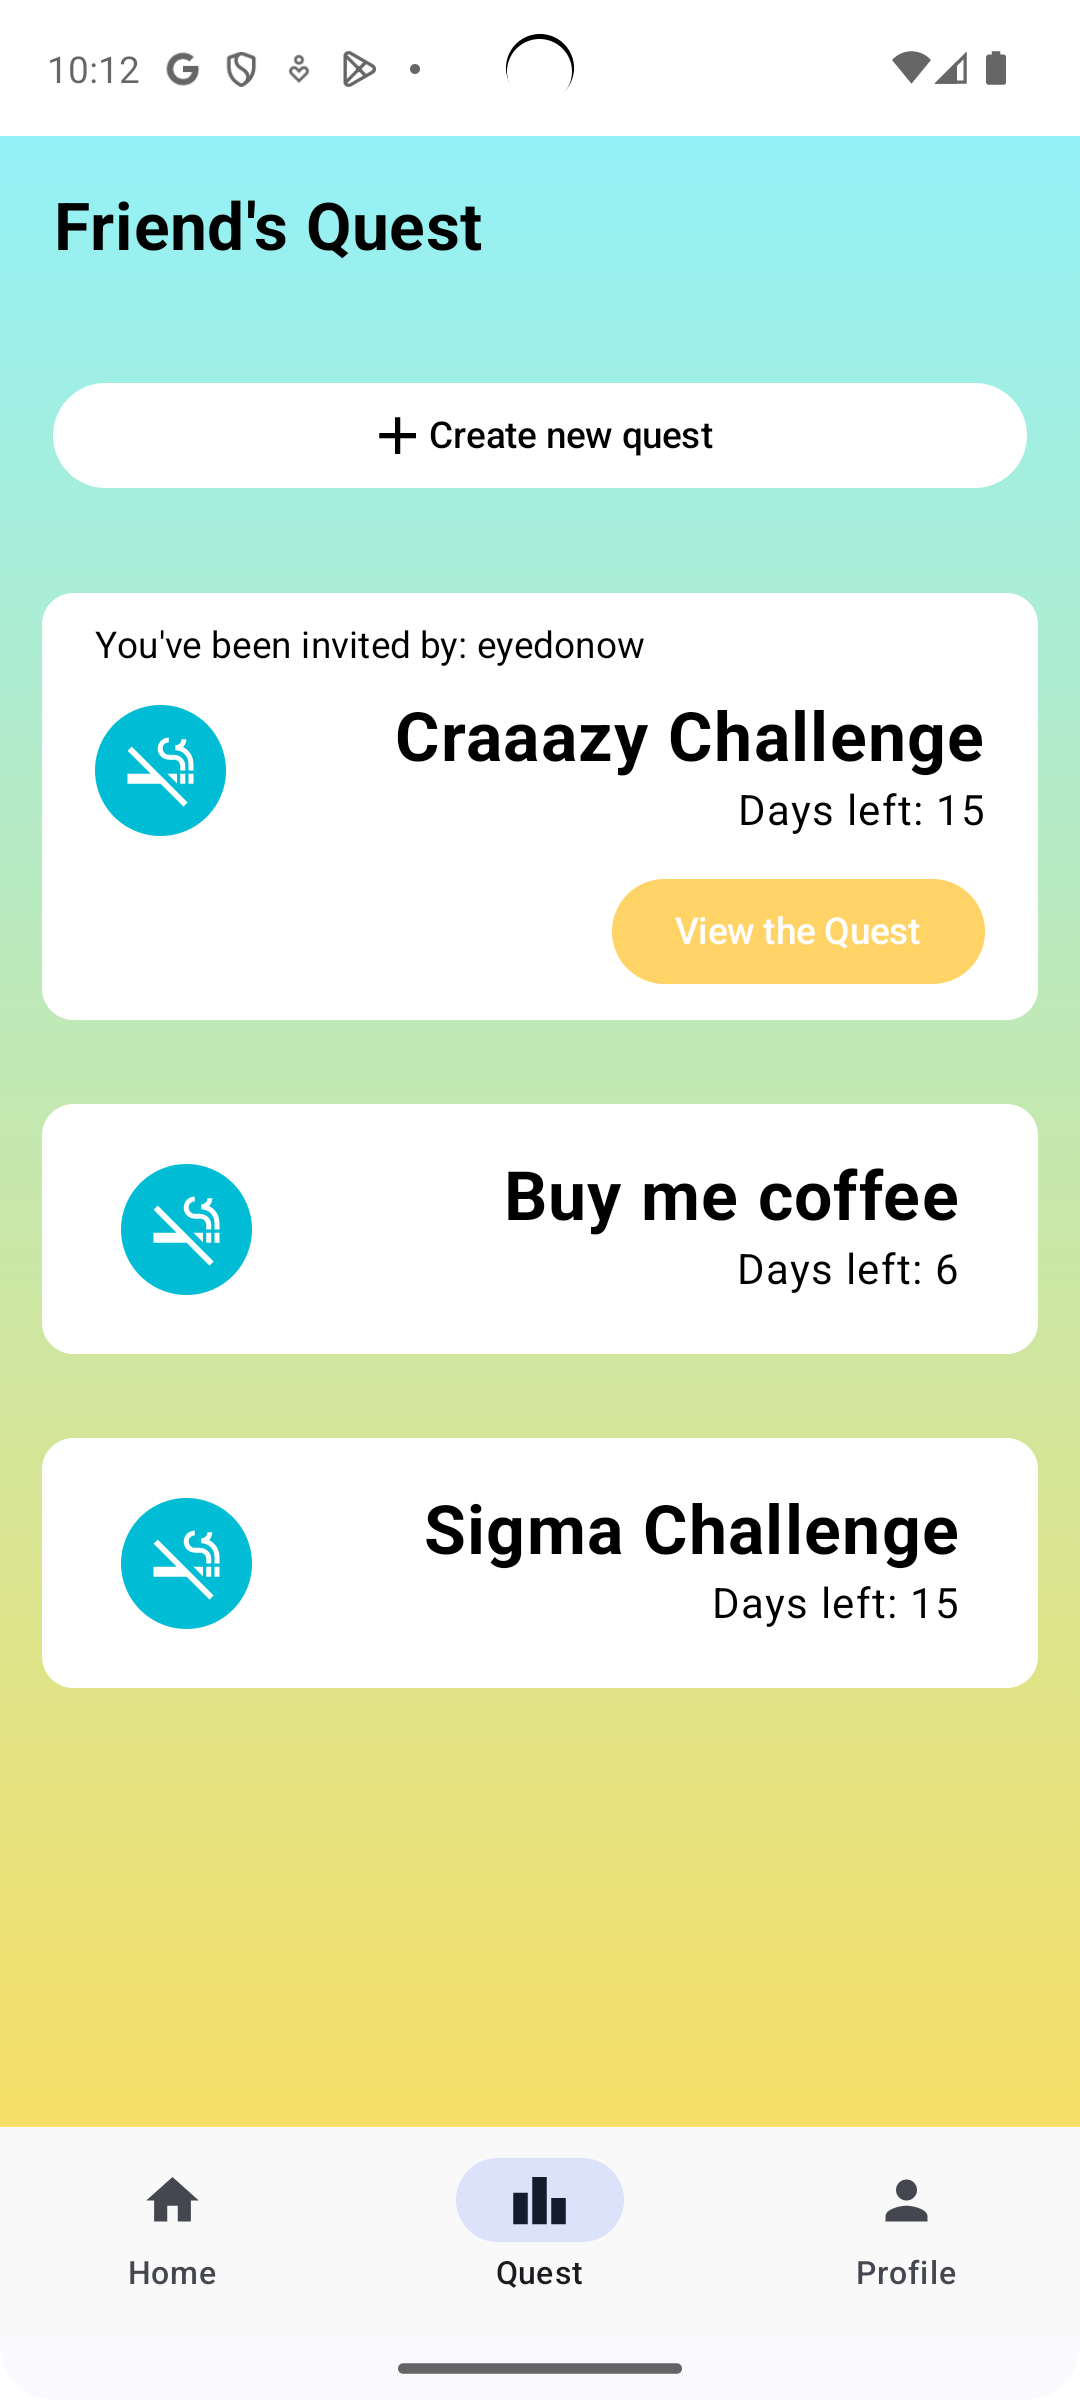 10:12
Friend's Quest
Create new quest
You've been invited by: eyedonow
Craaazy Challenge
Days left: 15
View the Quest
Buy me coffee
Days left: 6
Sigma Challenge
Days left: 15
Home
Quest
Profile